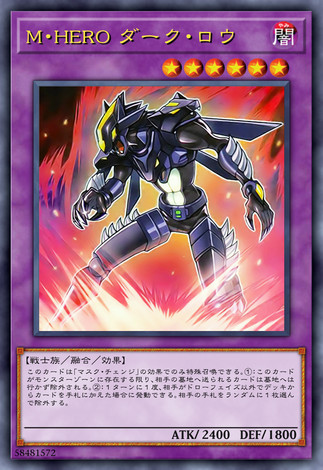 M・HERO ダーク・ロウ
やみ
闇
【戦士族／融合／効果】
このカードは「マスク・チェンジ」の効果でのみ特殊召喚できる。①：このカード
がモンスターゾーンに存在する限り、相手の墓地へ送られるカードは墓地へは
行かず除外される。②：１ターンに１度、相手がドローフェイズ以外でデッキか
らカードを手札に加えた場合に発動できる。相手の手札をランダムに１枚選ん
で除外する。
ATK/ 2400 DEF/1800
58481572